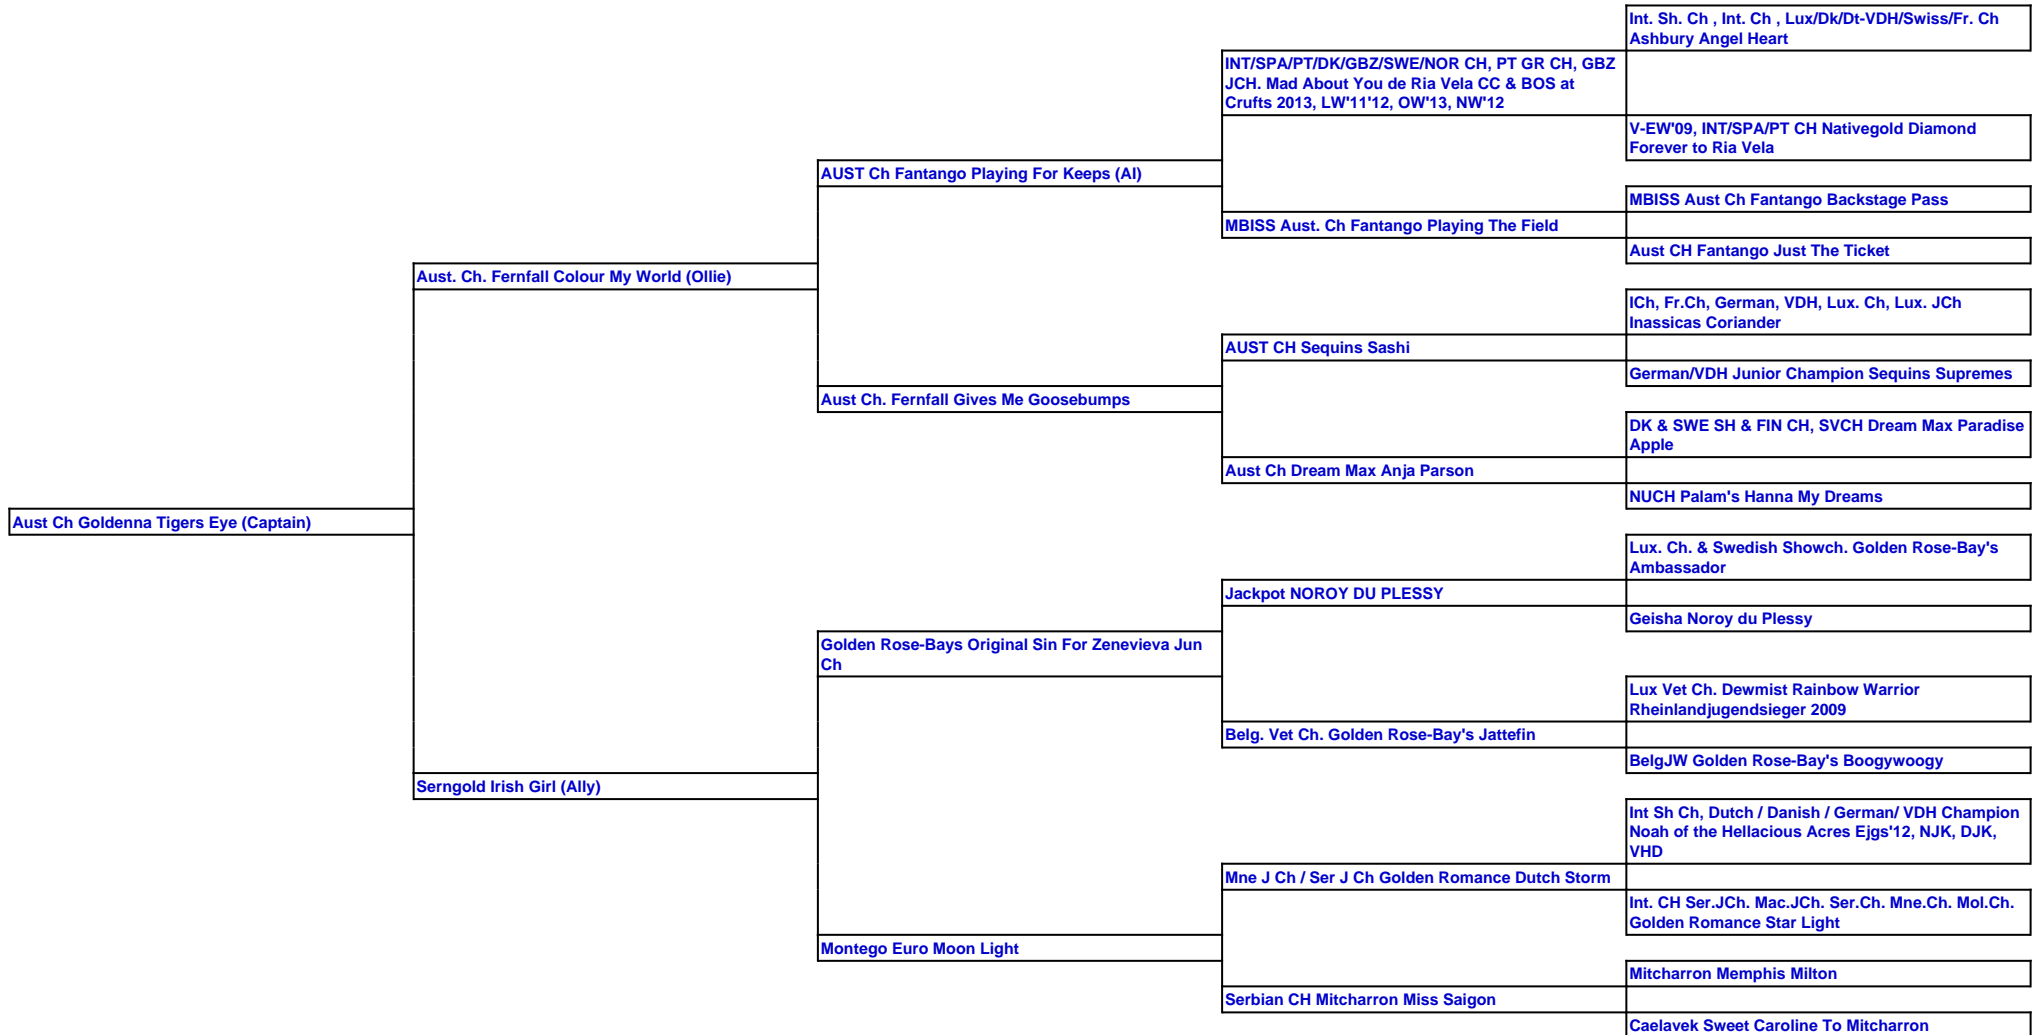 Int. Sh. Ch , Int. Ch , Lux/Dk/Dt-VDH/Swiss/Fr. Ch
Ashbury Angel Heart
INT/SPA/PT/DK/GBZ/SWE/NOR CH, PT GR CH, GBZ
JCH. Mad About You de Ria Vela CC & BOS at
Crufts 2013, LW'11'12, OW'13, NW'12
V-EW'09, INT/SPA/PT CH Nativegold Diamond
Forever to Ria Vela
AUST Ch Fantango Playing For Keeps (AI)
MBISS Aust Ch Fantango Backstage Pass
MBISS Aust. Ch Fantango Playing The Field
Aust CH Fantango Just The Ticket
Aust. Ch. Fernfall Colour My World (Ollie)
ICh, Fr.Ch, German, VDH, Lux. Ch, Lux. JCh
Inassicas Coriander
AUST CH Sequins Sashi
German/VDH Junior Champion Sequins Supremes
Aust Ch. Fernfall Gives Me Goosebumps
DK & SWE SH & FIN CH, SVCH Dream Max Paradise
Apple
Aust Ch Dream Max Anja Parson
NUCH Palam's Hanna My Dreams
Aust Ch Goldenna Tigers Eye (Captain)
Lux. Ch. & Swedish Showch. Golden Rose-Bay's
Ambassador
Jackpot NOROY DU PLESSY
Geisha Noroy du Plessy
Golden Rose-Bays Original Sin For Zenevieva Jun
Ch
Lux Vet Ch. Dewmist Rainbow Warrior
Rheinlandjugendsieger 2009
Belg. Vet Ch. Golden Rose-Bay's Jattefin
BelgJW Golden Rose-Bay's Boogywoogy
Serngold Irish Girl (Ally)
Int Sh Ch, Dutch / Danish / German/ VDH Champion
Noah of the Hellacious Acres Ejgs'12, NJK, DJK,
VHD
Mne J Ch / Ser J Ch Golden Romance Dutch Storm
Int. CH Ser.JCh. Mac.JCh. Ser.Ch. Mne.Ch. Mol.Ch.
Golden Romance Star Light
Montego Euro Moon Light
Mitcharron Memphis Milton
Serbian CH Mitcharron Miss Saigon
Caelavek Sweet Caroline To Mitcharron